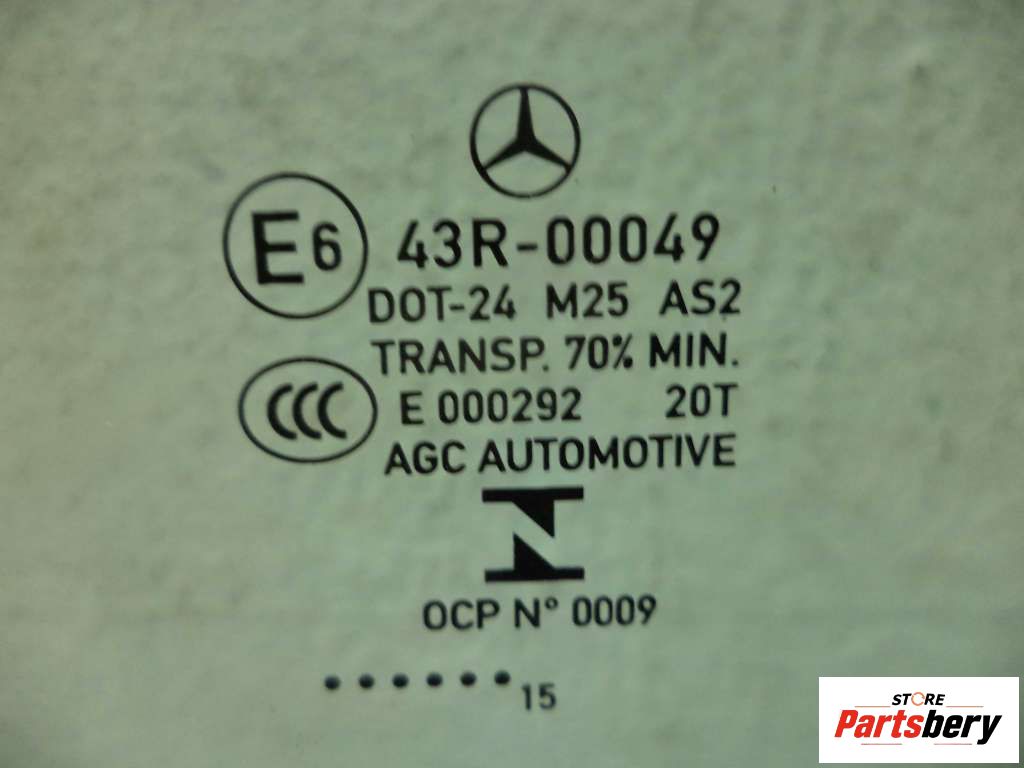 E6 43R-00049
DOT-24 M25 AS2
TRANSP. 70% MIN.
CCC E 000292 20T
AGC AUTOMOTIVE
OCP N° 0009
......15
STORE
Partsbery